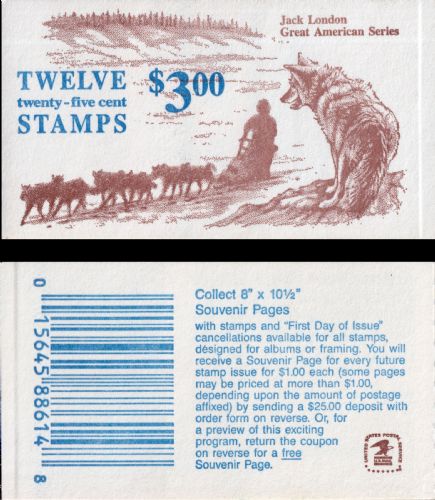 Jack London
Great American Series
TWELVE
twenty-five cent
STAMPS
$3.00
Collect 8" x 10½"
Souvenir Pages
with stamps and "First Day of Issue"
cancellations available for all stamps,
designed for albums or framing. You will
receive a Souvenir Page for every future
stamp issue for $1.00 each (some pages
may be priced at more than $1.00,
depending upon the amount of postage
affixed) by sending a $25.00 deposit with
order form on reverse. Or, for
a preview of this exciting
program, return the coupon
on reverse for a free
Souvenir Page.
0 15645 88614 8
UNITED STATES POSTAL SERVICE
U.S. MAIL